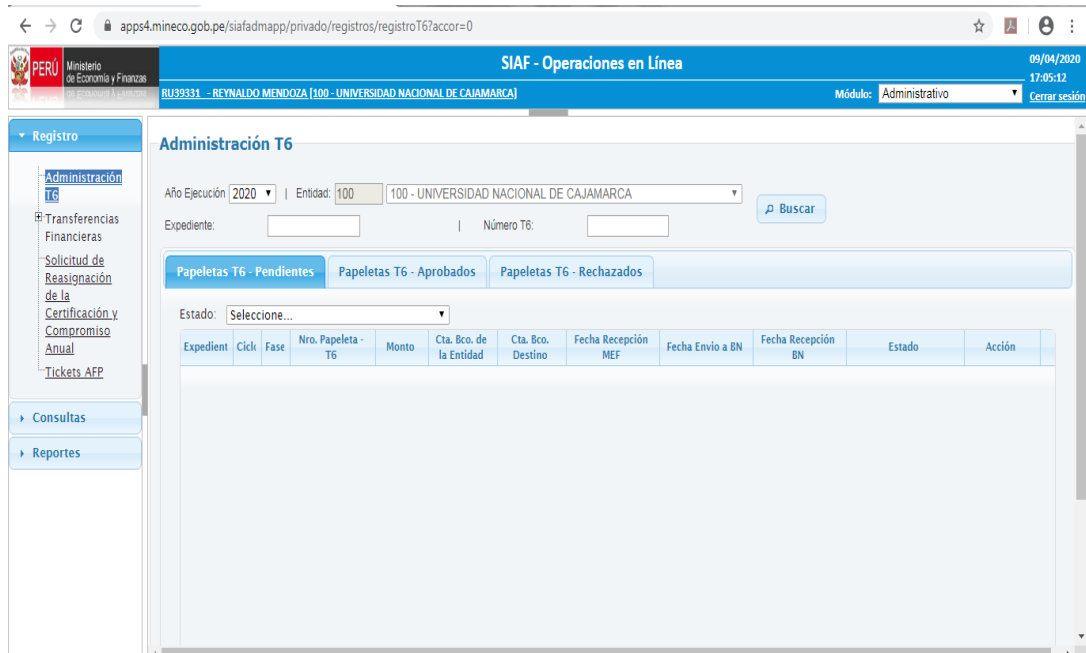 apps4.mineco.gob.pe/siafadmapp/privado/registros/registroT6?accor=0
PERÚ Ministerio de Economía y Finanzas
SIAF - Operaciones en Línea
09/04/2020
17:05:12
RU39331 - REYNALDO MENDOZA [100 - UNIVERSIDAD NACIONAL DE CAJAMARCA]
Módulo: Administrativo
Cerrar sesión
Registro
Administración T6
Transferencias Financieras
Solicitud de Reasignación de la Certificación y Compromiso Anual
Tickets AFP
Consultas
Reportes
Administración T6
Año Ejecución 2020 | Entidad: 100 100 - UNIVERSIDAD NACIONAL DE CAJAMARCA
Buscar
Expediente: | Número T6:
Papeletas T6 - Pendientes Papeletas T6 - Aprobados Papeletas T6 - Rechazados
Estado: Seleccione...
Expedient Ciclo Fase Nro. Papeleta - T6 Monto Cta. Bco. de la Entidad Cta. Bco. Destino Fecha Recepción MEF Fecha Envio a BN Fecha Recepción BN Estado Acción